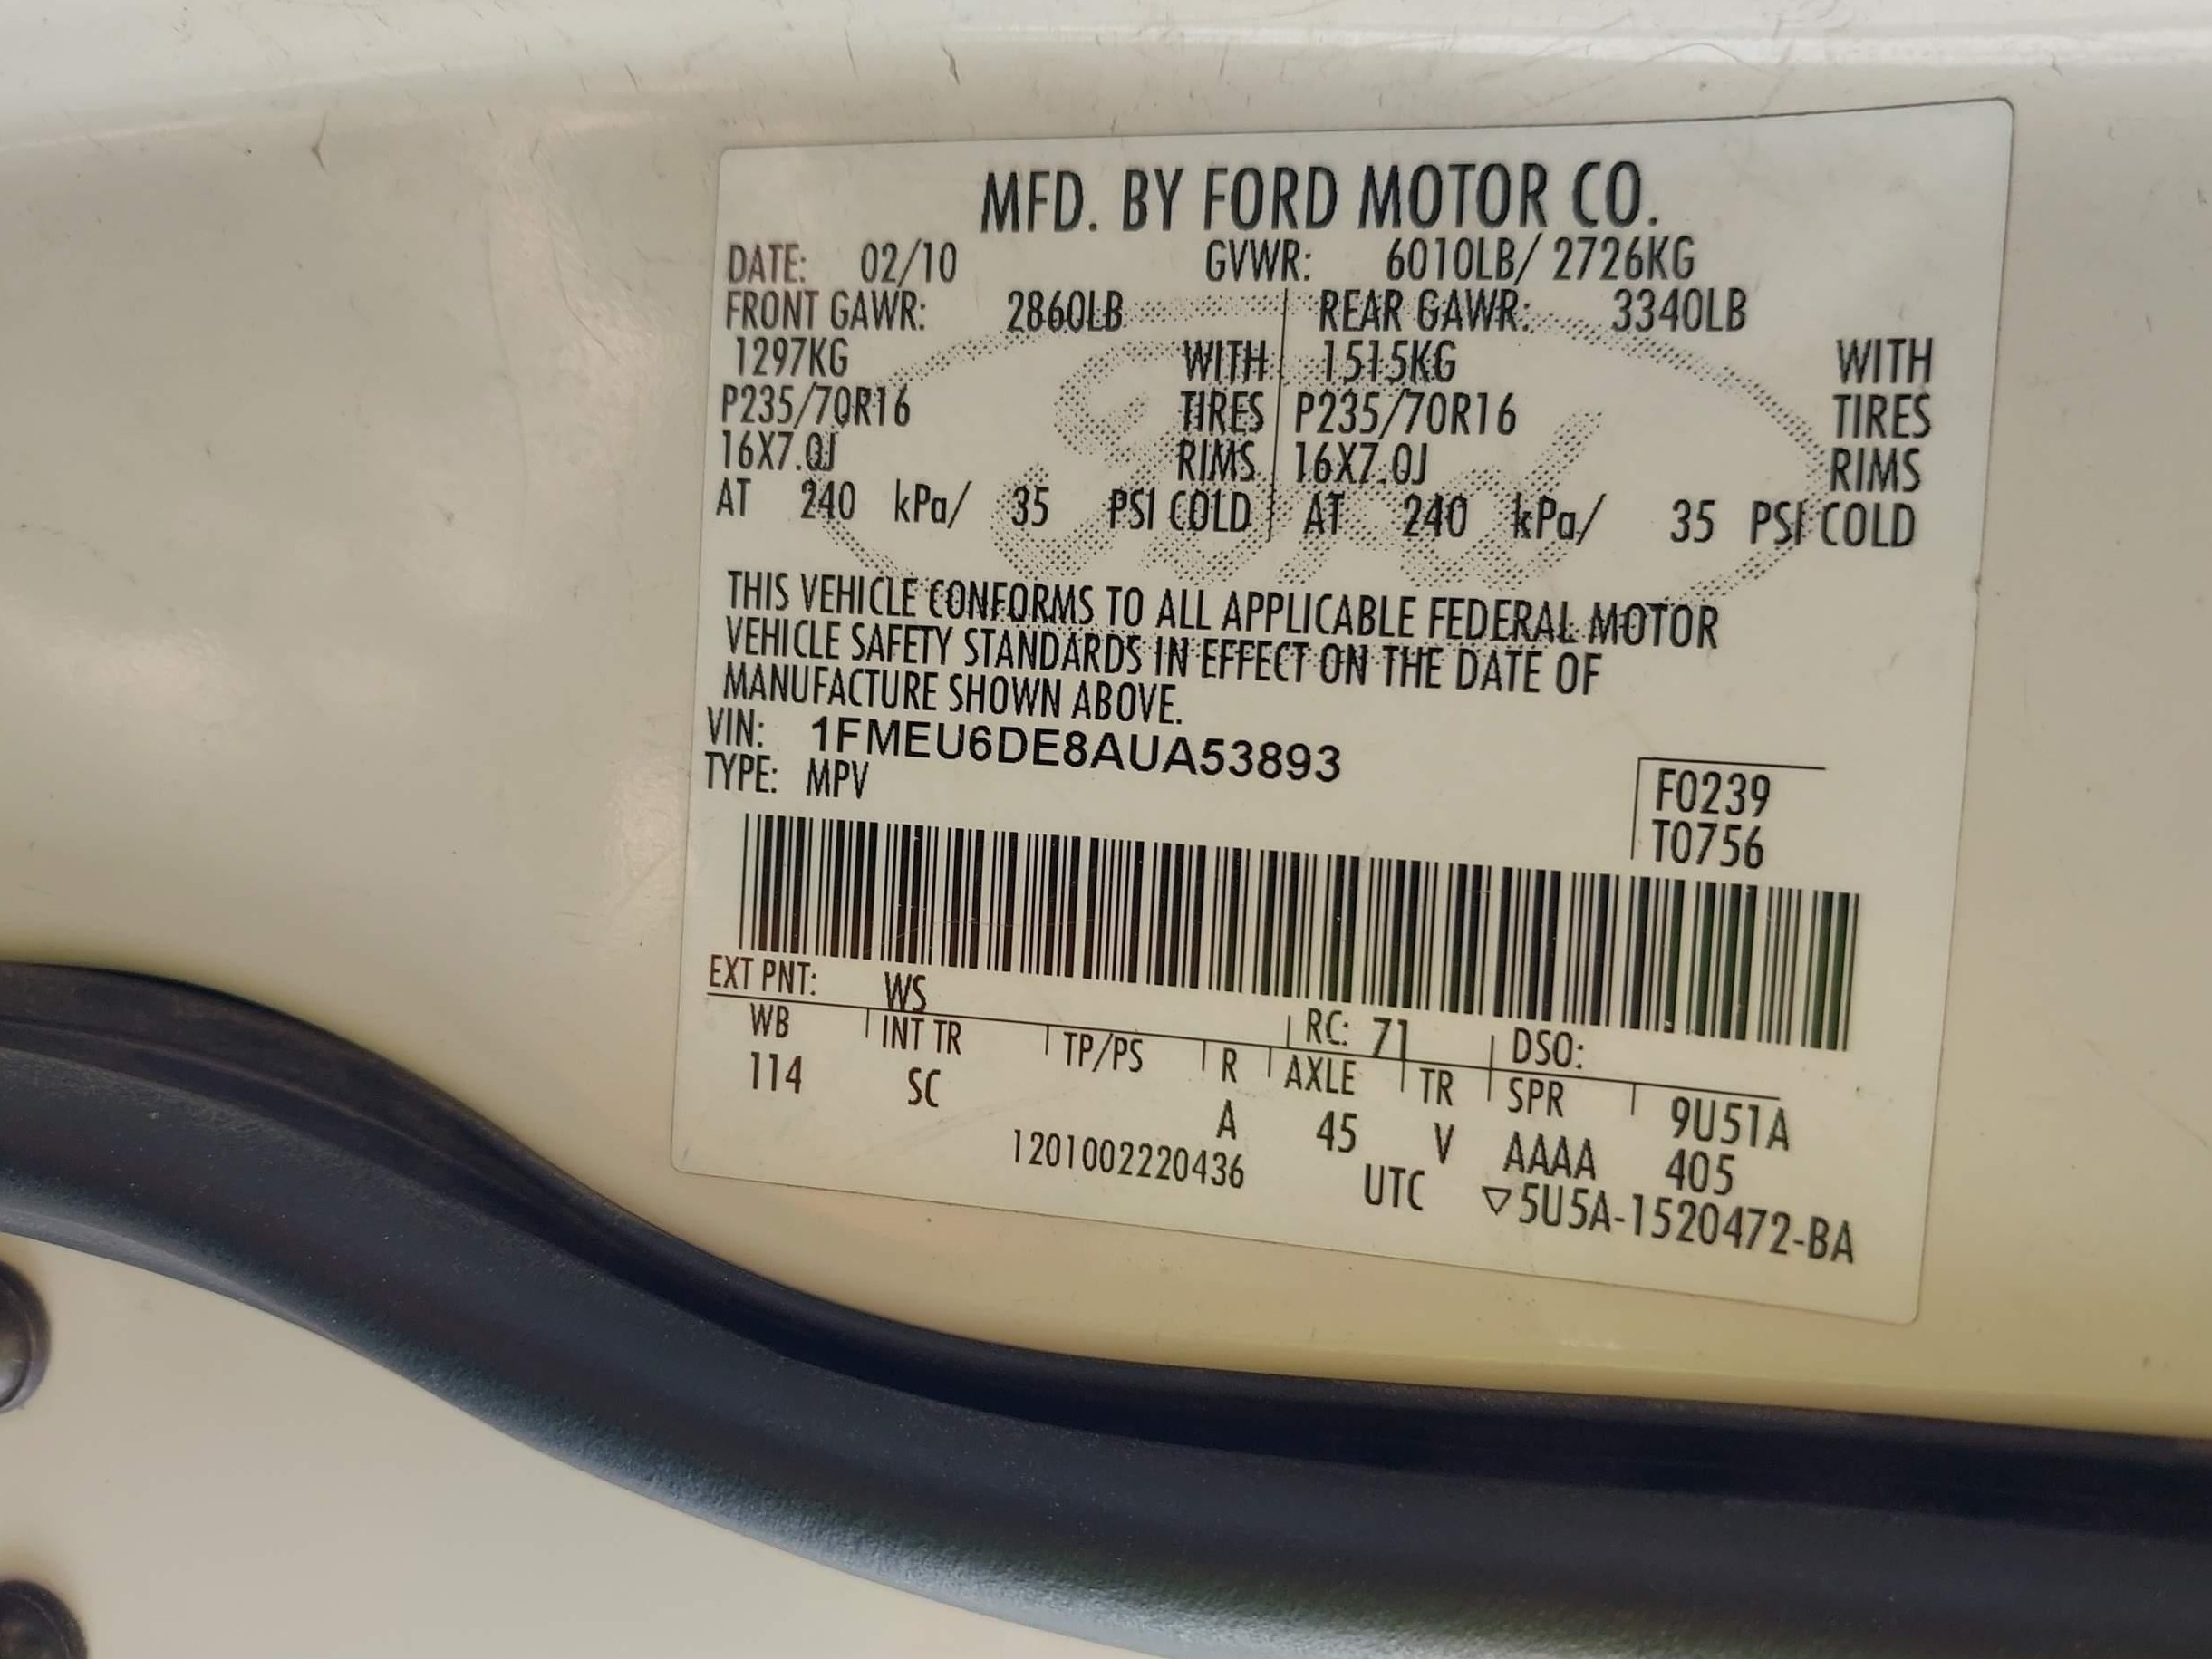 MFD. BY FORD MOTOR CO.
DATE: 02/10 GVWR: 6010LB/ 2726KG
FRONT GAWR: 2860LB REAR GAWR: 3340LB
1297KG WITH 1515KG WITH
P235/70R16 TIRES P235/70R16 TIRES
16X7.0J RIMS 16X7.0J RIMS
AT 240 kPa/ 35 PSI COLD AT 240 kPa/ 35 PSI COLD
THIS VEHICLE CONFORMS TO ALL APPLICABLE FEDERAL MOTOR
VEHICLE SAFETY STANDARDS IN EFFECT ON THE DATE OF
MANUFACTURE SHOWN ABOVE.
VIN: 1FMEU6DE8AUA53893
TYPE: MPV
F0239
T0756
EXT PNT: WS RC: 71 DSO:
WB INT TR TP/PS R AXLE TR SPR 9U51A
114 SC A 45 V AAAA 405
1201002220436 UTC ▽5U5A-1520472-BA
Ford